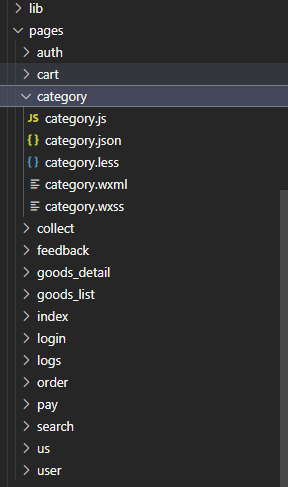 lib
pages
auth
cart
category
JS category.js
{ } category.json
{ } category.less
category.wxml
category.wxss
collect
feedback
goods_detail
goods_list
index
login
logs
order
pay
search
us
user